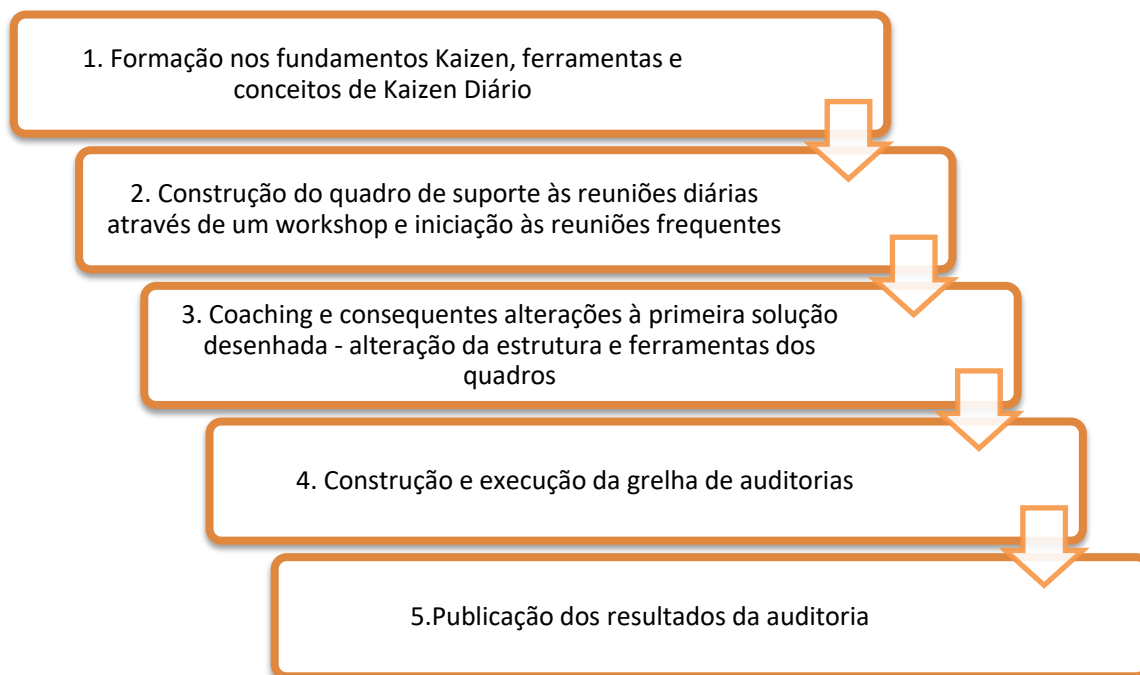 1. Formação nos fundamentos Kaizen, ferramentas e
conceitos de Kaizen Diário
2. Construção do quadro de suporte às reuniões diárias
através de um workshop e iniciação às reuniões frequentes
3. Coaching e consequentes alterações à primeira solução
desenhada - alteração da estrutura e ferramentas dos
quadros
4. Construção e execução da grelha de auditorias
5.Publicação dos resultados da auditoria